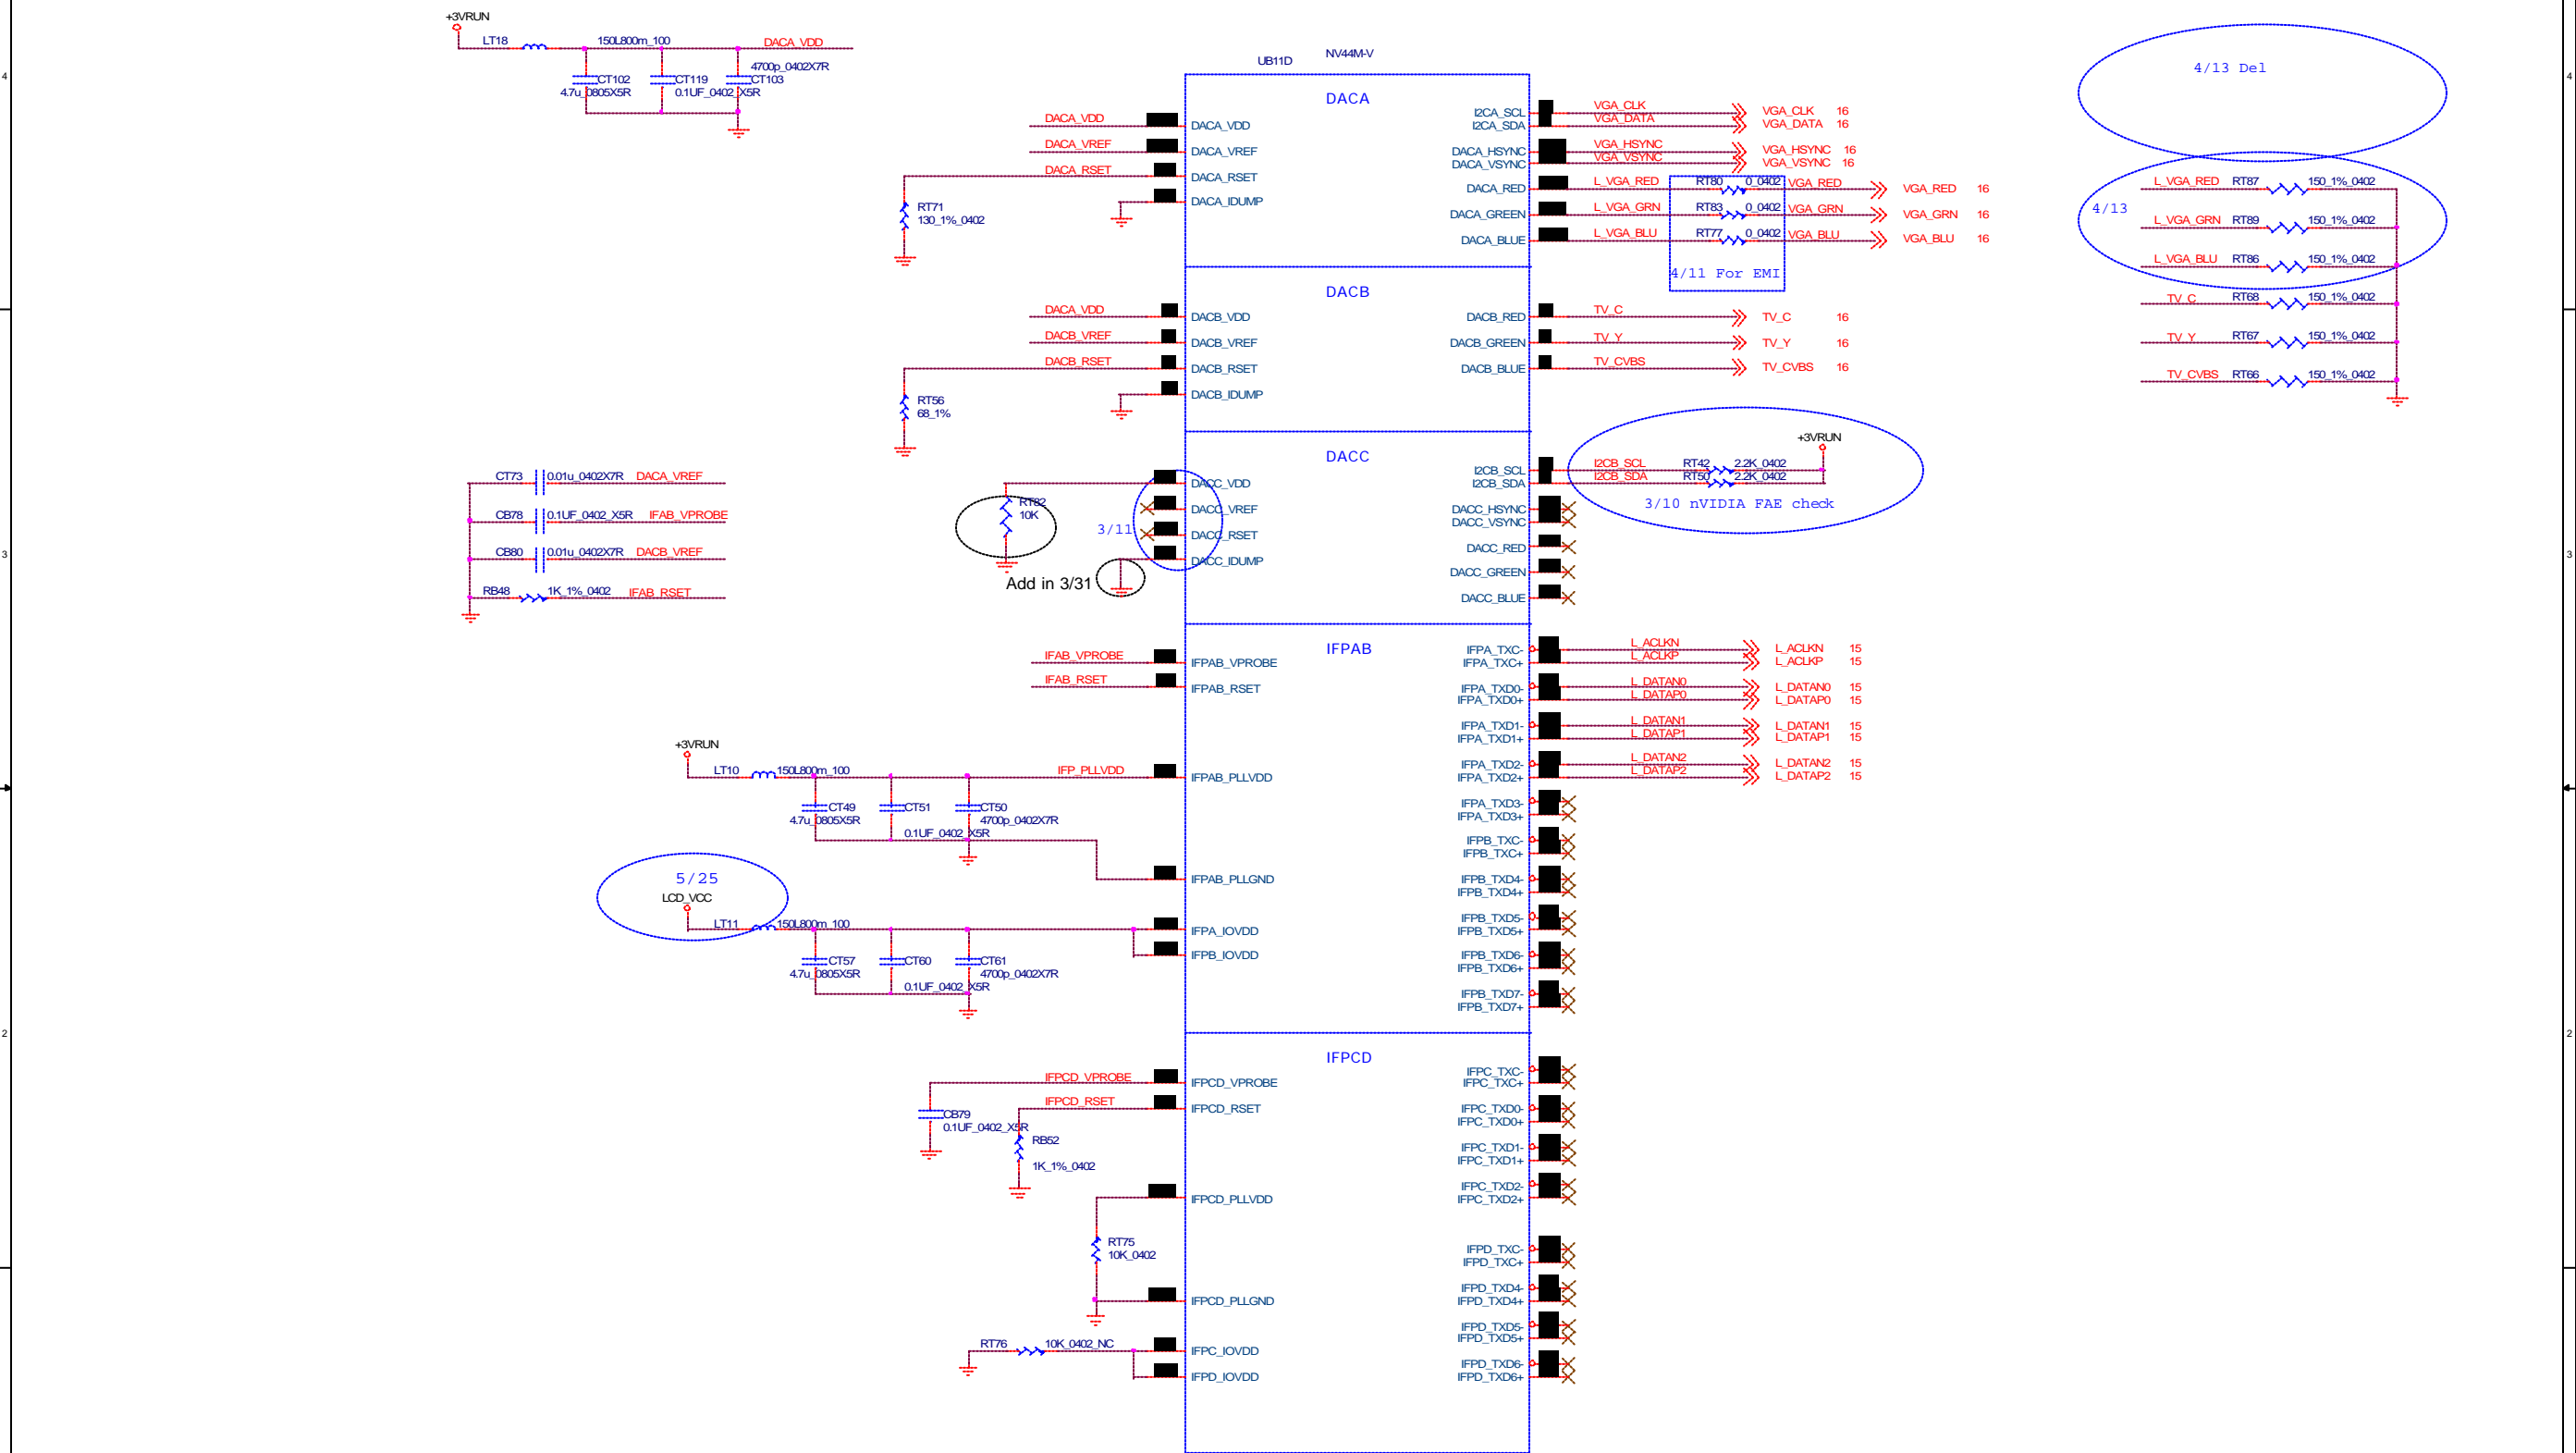 +3VRUN
LT18 150L800m_100 DACA_VDD
4700p_0402X7R
CT102 CT119 CT103
4.7u_0805X5R 0.1UF_0402_X5R
UB11D NV44M-V
DACA
DACA_VDD DACA_VDD
DACA_VREF DACA_VREF
DACA_RSET DACA_RSET
DACA_IDUMP
RT71
130_1%_0402
I2CA_SCL VGA_CLK VGA_CLK 16
I2CA_SDA VGA_DATA VGA_DATA 16
DACA_HSYNC VGA_HSYNC VGA_HSYNC 16
DACA_VSYNC VGA_VSYNC VGA_VSYNC 16
DACA_RED L_VGA_RED RT80 0_0402 VGA_RED VGA_RED 16
DACA_GREEN L_VGA_GRN RT83 0_0402 VGA_GRN VGA_GRN 16
DACA_BLUE L_VGA_BLU RT77 0_0402 VGA_BLU VGA_BLU 16
4/11 For EMI
4/13 Del
4/13
L_VGA_RED RT87 150_1%_0402
L_VGA_GRN RT89 150_1%_0402
L_VGA_BLU RT86 150_1%_0402
TV_C RT68 150_1%_0402
TV_Y RT67 150_1%_0402
TV_CVBS RT66 150_1%_0402
DACB
DACA_VDD DACB_VDD
DACB_VREF DACB_VREF
DACB_RSET DACB_RSET
DACB_IDUMP
RT56
68_1%
DACB_RED TV_C TV_C 16
DACB_GREEN TV_Y TV_Y 16
DACB_BLUE TV_CVBS TV_CVBS 16
CT73 0.01u_0402X7R DACA_VREF
CB78 0.1UF_0402_X5R IFAB_VPROBE
CB80 0.01u_0402X7R DACB_VREF
RB48 1K_1%_0402 IFAB_RSET
DACC
DACC_VDD
DACC_VREF
DACC_RSET
DACC_IDUMP
RT82
10K
3/11
Add in 3/31
I2CB_SCL I2CB_SCL RT42 2.2K_0402
I2CB_SDA I2CB_SDA RT50 2.2K_0402
+3VRUN
3/10 nVIDIA FAE check
DACC_HSYNC
DACC_VSYNC
DACC_RED
DACC_GREEN
DACC_BLUE
IFPAB
IFAB_VPROBE IFPAB_VPROBE
IFAB_RSET IFPAB_RSET
+3VRUN
LT10 150L800m_100 IFP_PLLVDD IFPAB_PLLVDD
CT49 CT51 CT50
4.7u_0805X5R 4700p_0402X7R
0.1UF_0402_X5R
IFPAB_PLLGND
5/25
LCD_VCC
LT11 150L800m_100 IFPA_IOVDD
IFPB_IOVDD
CT57 CT60 CT61
4.7u_0805X5R 4700p_0402X7R
0.1UF_0402_X5R
IFPA_TXC- L_ACLKN L_ACLKN 15
IFPA_TXC+ L_ACLKP L_ACLKP 15
IFPA_TXD0- L_DATAN0 L_DATAN0 15
IFPA_TXD0+ L_DATAP0 L_DATAP0 15
IFPA_TXD1- L_DATAN1 L_DATAN1 15
IFPA_TXD1+ L_DATAP1 L_DATAP1 15
IFPA_TXD2- L_DATAN2 L_DATAN2 15
IFPA_TXD2+ L_DATAP2 L_DATAP2 15
IFPA_TXD3-
IFPA_TXD3+
IFPB_TXC-
IFPB_TXC+
IFPB_TXD4-
IFPB_TXD4+
IFPB_TXD5-
IFPB_TXD5+
IFPB_TXD6-
IFPB_TXD6+
IFPB_TXD7-
IFPB_TXD7+
IFPCD
IFPCD_VPROBE IFPCD_VPROBE
IFPCD_RSET IFPCD_RSET
CB79
0.1UF_0402_X5R
RB52
1K_1%_0402
IFPCD_PLLVDD
RT75
10K_0402
IFPCD_PLLGND
RT76 10K_0402_NC IFPC_IOVDD
IFPD_IOVDD
IFPC_TXC-
IFPC_TXC+
IFPC_TXD0-
IFPC_TXD0+
IFPC_TXD1-
IFPC_TXD1+
IFPC_TXD2-
IFPC_TXD2+
IFPD_TXC-
IFPD_TXC+
IFPD_TXD4-
IFPD_TXD4+
IFPD_TXD5-
IFPD_TXD5+
IFPD_TXD6-
IFPD_TXD6+
4 4
3 3
2 2